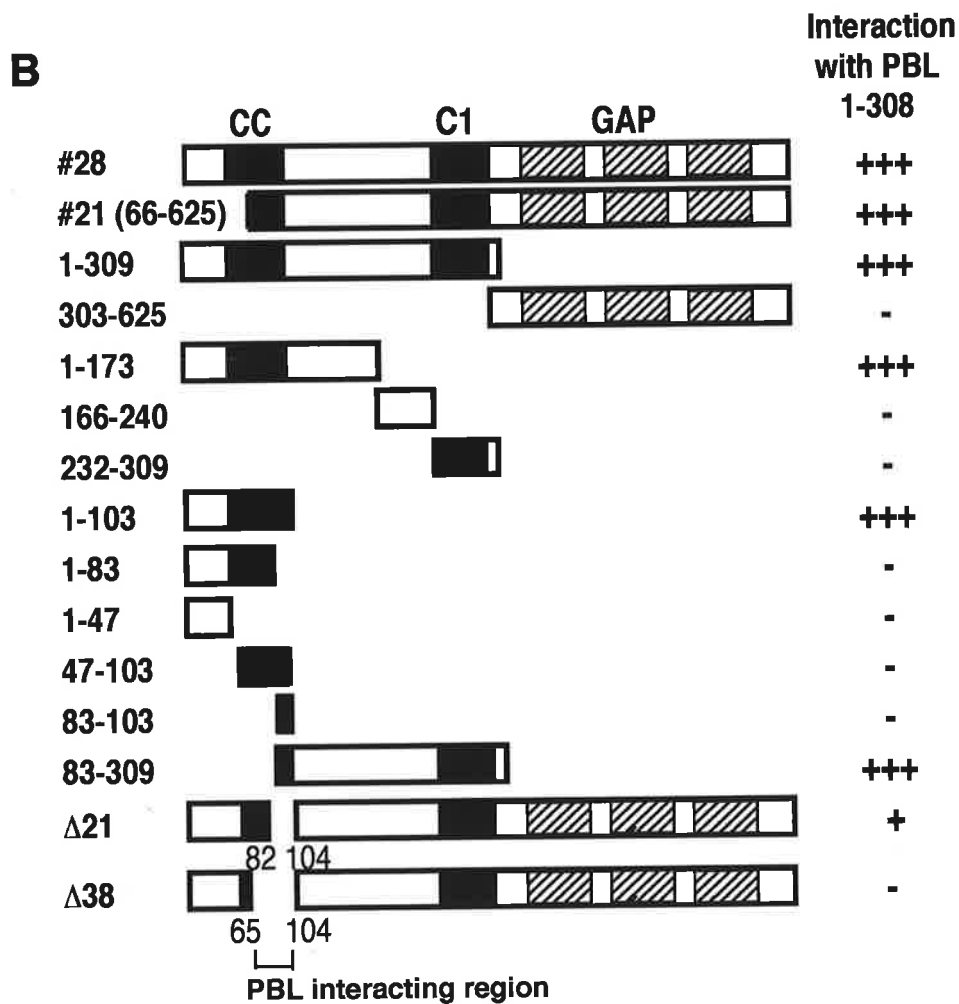 B
Interaction
with PBL
1-308
CC C1 GAP
#28 +++
#21 (66-625) +++
1-309 +++
303-625 -
1-173 +++
166-240 -
232-309 -
1-103 +++
1-83 -
1-47 -
47-103 -
83-103 -
83-309 +++
Δ21 +
82 104
Δ38 -
65 104
PBL interacting region